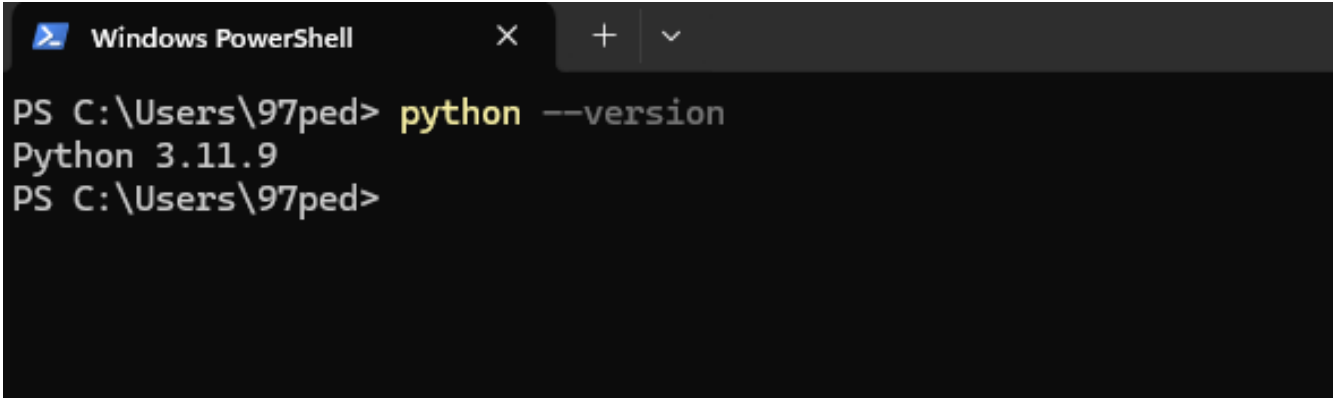 Windows PowerShell
PS C:\Users\97ped> python --version
Python 3.11.9
PS C:\Users\97ped>